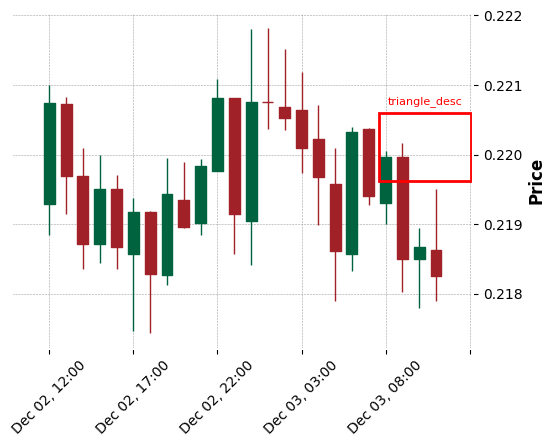 0.222
0.221
triangle_desc
0.220
0.219
0.218
Price
Dec 02, 12:00
Dec 02, 17:00
Dec 02, 22:00
Dec 03, 03:00
Dec 03, 08:00